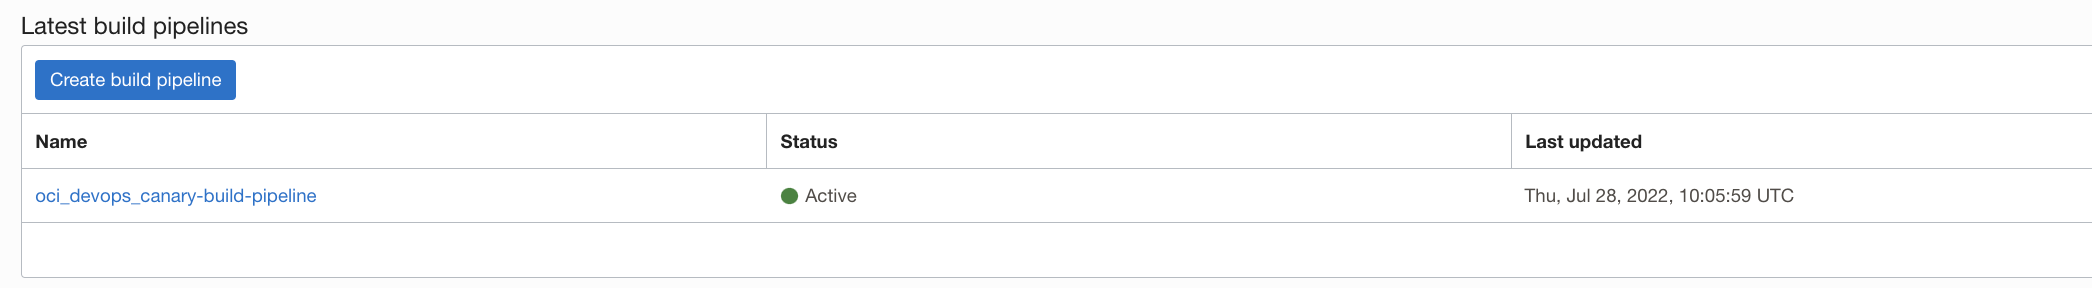 Latest build pipelines
Create build pipeline
Name Status Last updated
oci_devops_canary-build-pipeline Active Thu, Jul 28, 2022, 10:05:59 UTC